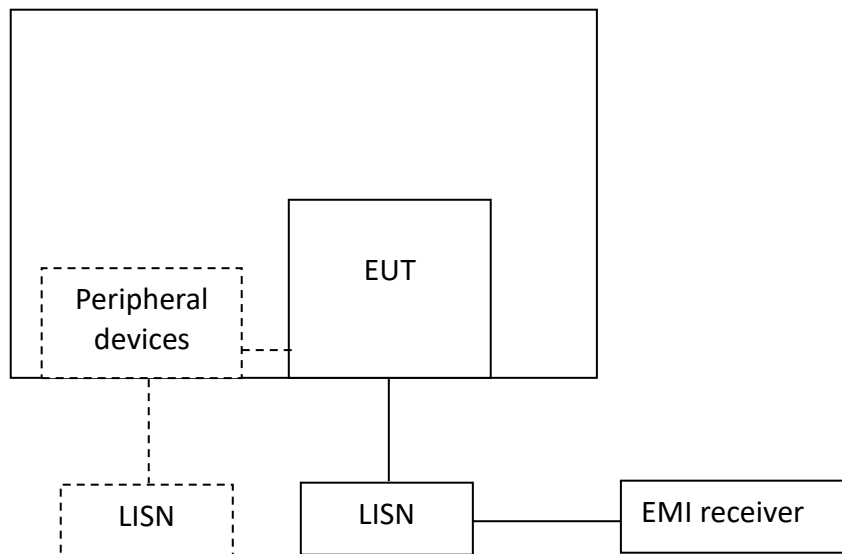 EUT
Peripheral
devices
LISN
LISN
EMI receiver